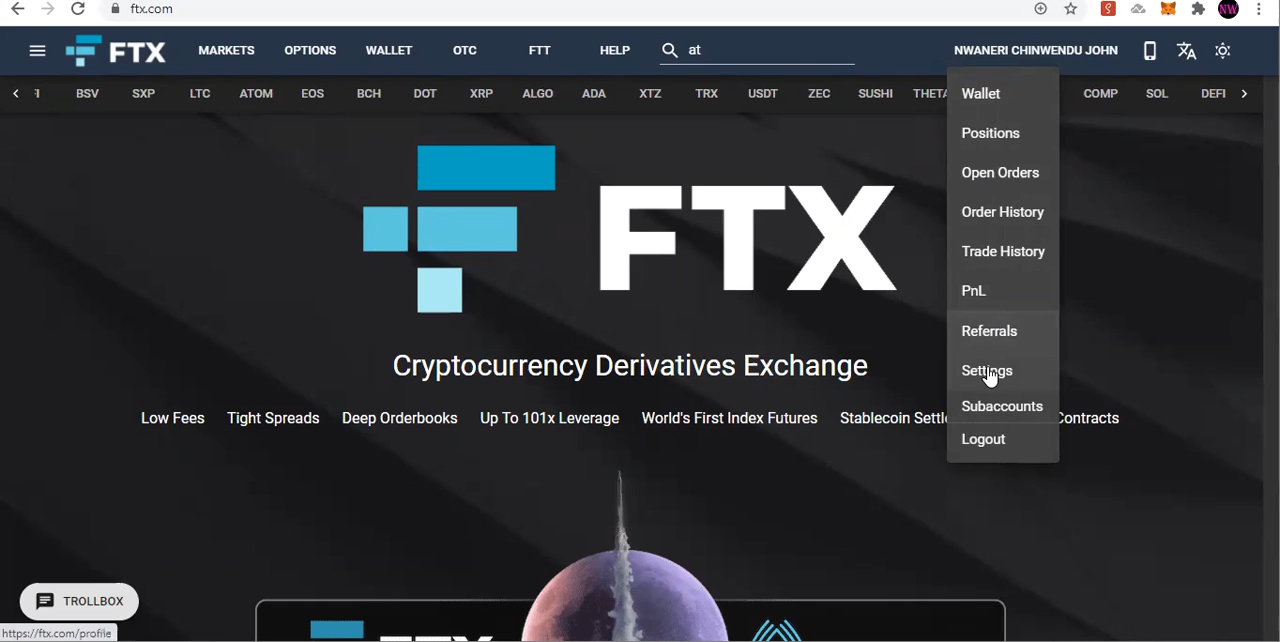 ftx.com
NW
FTX MARKETS OPTIONS WALLET OTC FTT HELP at NWANERI CHINWENDU JOHN
BSV SXP LTC ATOM EOS BCH DOT XRP ALGO ADA XTZ TRX USDT ZEC SUSHI THETA COMP SOL DEFI
Wallet
Positions
Open Orders
Order History
Trade History
PnL
Referrals
Settings
Subaccounts
Logout
FTX
Cryptocurrency Derivatives Exchange
Low Fees Tight Spreads Deep Orderbooks Up To 101x Leverage World's First Index Futures Stablecoin Settle Contracts
TROLLBOX
https://ftx.com/profile